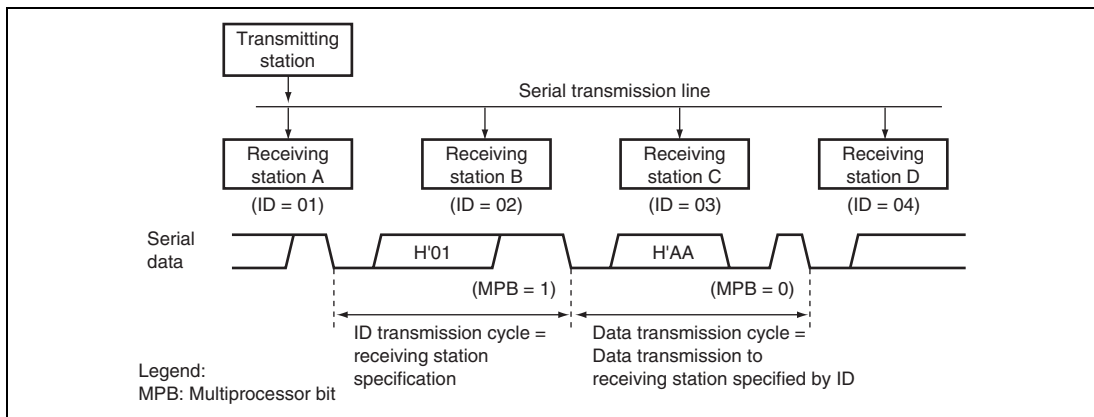 Transmitting
station
Serial transmission line
Receiving
station A
Receiving
station B
Receiving
station C
Receiving
station D
(ID = 01)
(ID = 02)
(ID = 03)
(ID = 04)
Serial
data
H'01
H'AA
(MPB = 1)
(MPB = 0)
ID transmission cycle =
receiving station
specification
Data transmission cycle =
Data transmission to
receiving station specified by ID
Legend:
MPB: Multiprocessor bit